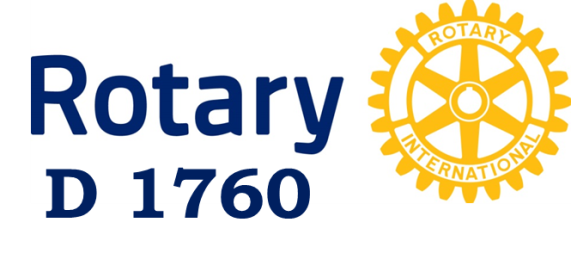 Rotary
D 1760
ROTARY
INTERNATIONAL